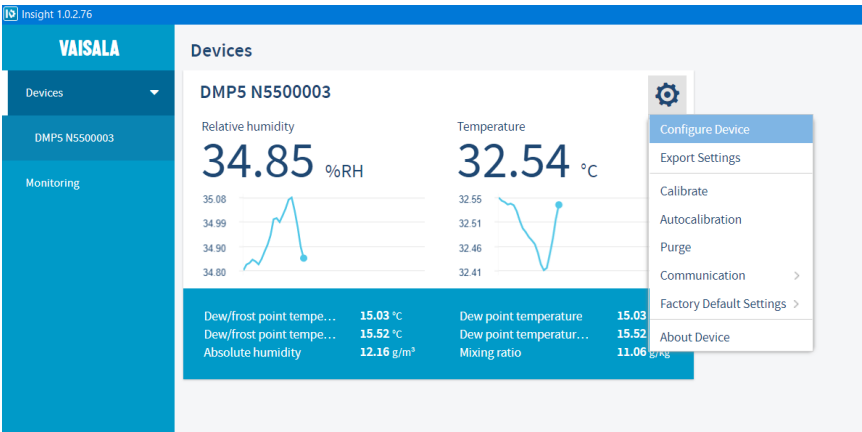 Insight 1.0.2.76
VAISALA
Devices
DMP5 N5500003
Monitoring
Devices
DMP5 N5500003
Relative humidity
34.85 %RH
35.08
34.99
34.90
34.80
Temperature
32.54 °C
32.55
32.51
32.46
32.41
Dew/frost point tempe... 15.03 °C
Dew/frost point tempe... 15.52 °C
Absolute humidity 12.16 g/m³
Dew point temperature 15.03
Dew point temperatur... 15.52
Mixing ratio 11.06 g/kg
Configure Device
Export Settings
Calibrate
Autocalibration
Purge
Communication
Factory Default Settings
About Device